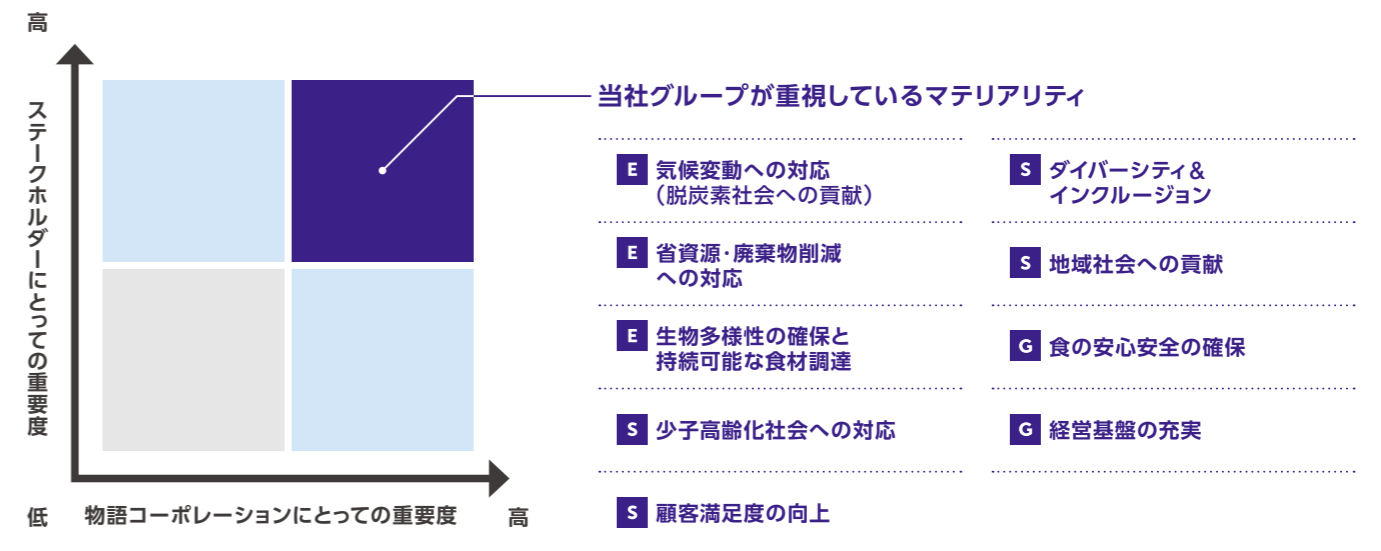 高
ステークホルダーにとっての重要度
低
物語コーポレーションにとっての重要度
高
当社グループが重視しているマテリアリティ
E 気候変動への対応
（脱炭素社会への貢献）
E 省資源・廃棄物削減
への対応
E 生物多様性の確保と
持続可能な食材調達
S 少子高齢化社会への対応
S 顧客満足度の向上
S ダイバーシティ＆
インクルージョン
S 地域社会への貢献
G 食の安心安全の確保
G 経営基盤の充実